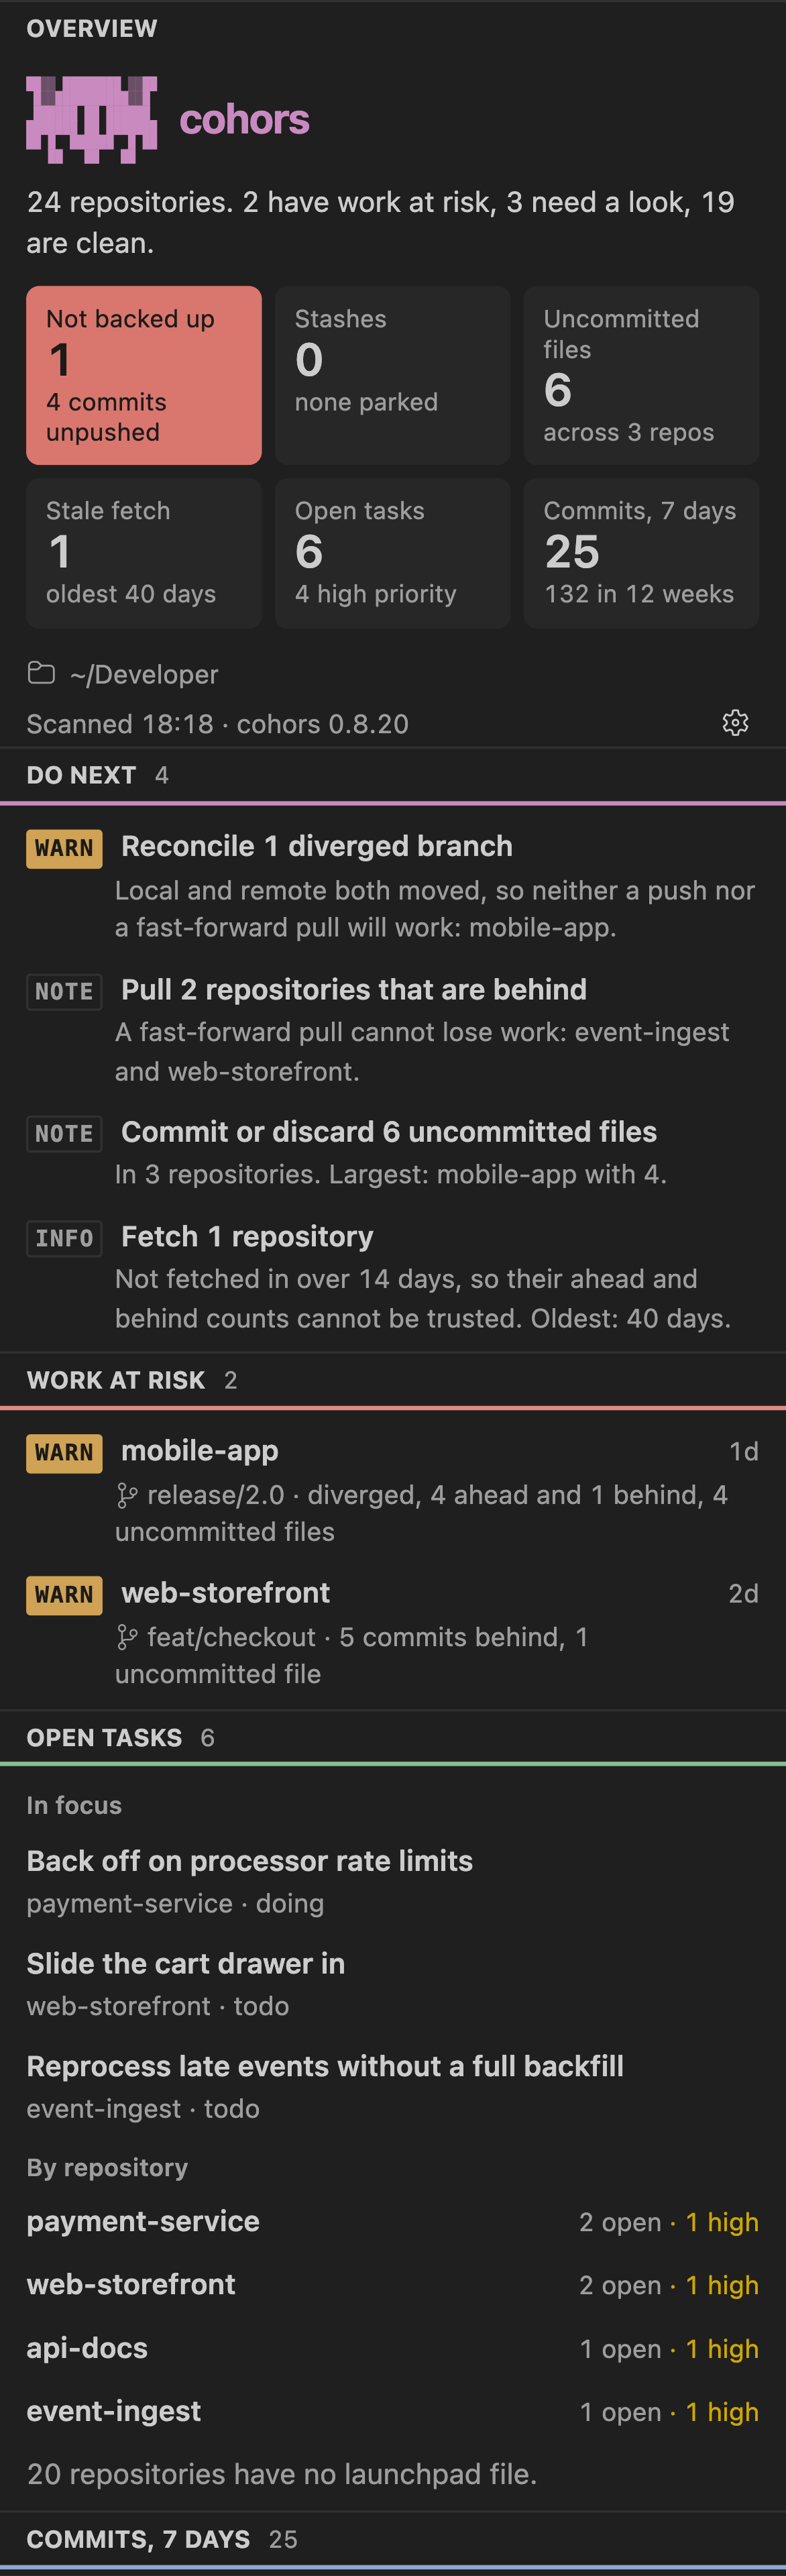 OVERVIEW
cohors
24 repositories. 2 have work at risk, 3 need a look, 19
are clean.
Not backed up
1
4 commits
unpushed
Stashes
0
none parked
Uncommitted
files
6
across 3 repos
Stale fetch
1
oldest 40 days
Open tasks
6
4 high priority
Commits, 7 days
25
132 in 12 weeks
~/Developer
Scanned 18:18 · cohors 0.8.20
DO NEXT 4
WARN Reconcile 1 diverged branch
Local and remote both moved, so neither a push nor
a fast-forward pull will work: mobile-app.
NOTE Pull 2 repositories that are behind
A fast-forward pull cannot lose work: event-ingest
and web-storefront.
NOTE Commit or discard 6 uncommitted files
In 3 repositories. Largest: mobile-app with 4.
INFO Fetch 1 repository
Not fetched in over 14 days, so their ahead and
behind counts cannot be trusted. Oldest: 40 days.
WORK AT RISK 2
WARN mobile-app 1d
release/2.0 · diverged, 4 ahead and 1 behind, 4
uncommitted files
WARN web-storefront 2d
feat/checkout · 5 commits behind, 1
uncommitted file
OPEN TASKS 6
In focus
Back off on processor rate limits
payment-service · doing
Slide the cart drawer in
web-storefront · todo
Reprocess late events without a full backfill
event-ingest · todo
By repository
payment-service 2 open · 1 high
web-storefront 2 open · 1 high
api-docs 1 open · 1 high
event-ingest 1 open · 1 high
20 repositories have no launchpad file.
COMMITS, 7 DAYS 25